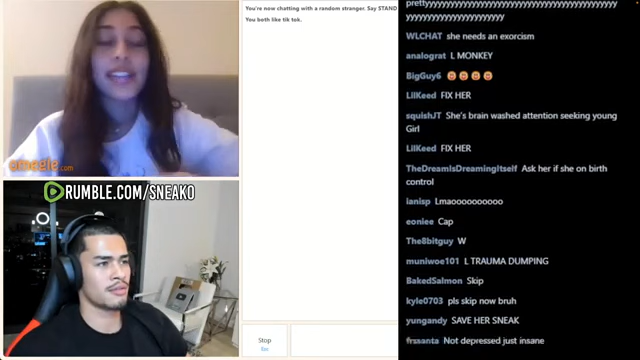 You're now chatting with a random stranger. Say STAND
You both like tik tok.
omegle.com
RUMBLE.COM/SNEAKO
Stop
Esc
yyyyyyyyyyyyyyyyyyyyyyy
WLCHAT she needs an exorcism
analograt L MONKEY
BigGuy6
LilKeed FIX HER
squishJT She's brain washed attention seeking young
Girl
LilKeed FIX HER
TheDreamIsDreamingItself Ask her if she on birth
control
ianisp Lmaoooooooooo
eoniee Cap
The8bitguy W
muniwoe101 L TRAUMA DUMPING
BakedSalmon Skip
kyle0703 pls skip now bruh
yungandy SAVE HER SNEAK
Not depressed just insane